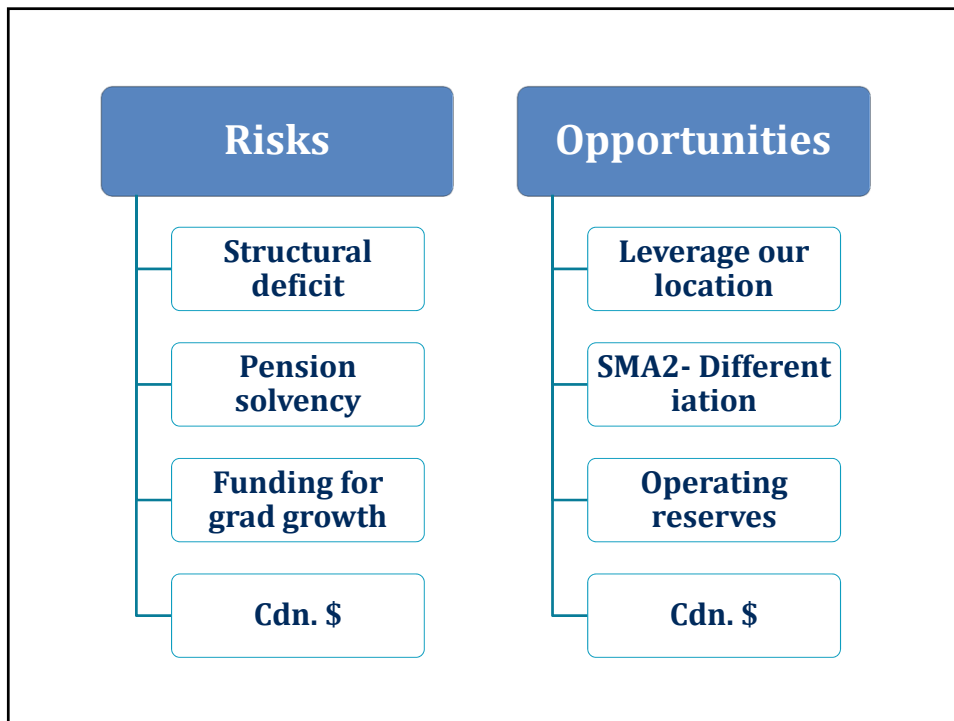 Risks
Structural
deficit
Pension
solvency
Funding for
grad growth
Cdn. $
Opportunities
Leverage our
location
SMA2- Different
iation
Operating
reserves
Cdn. $